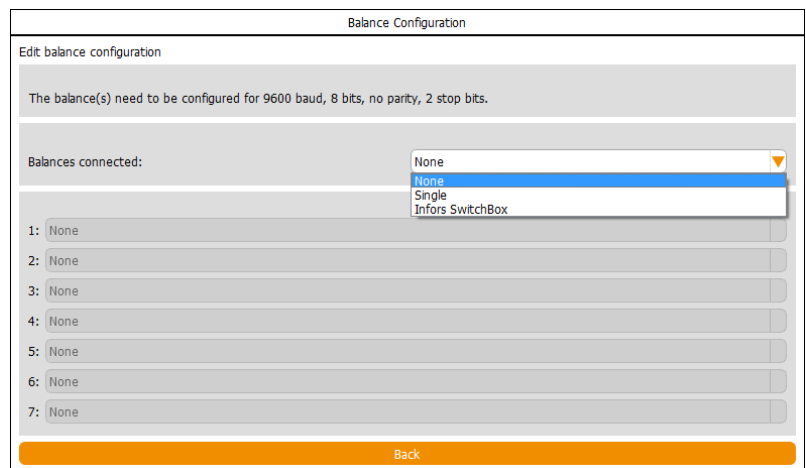 Balance Configuration
Edit balance configuration
The balance(s) need to be configured for 9600 baud, 8 bits, no parity, 2 stop bits.
Balances connected: None
None
Single
Infors SwitchBox
1: None
2: None
3: None
4: None
5: None
6: None
7: None
Back